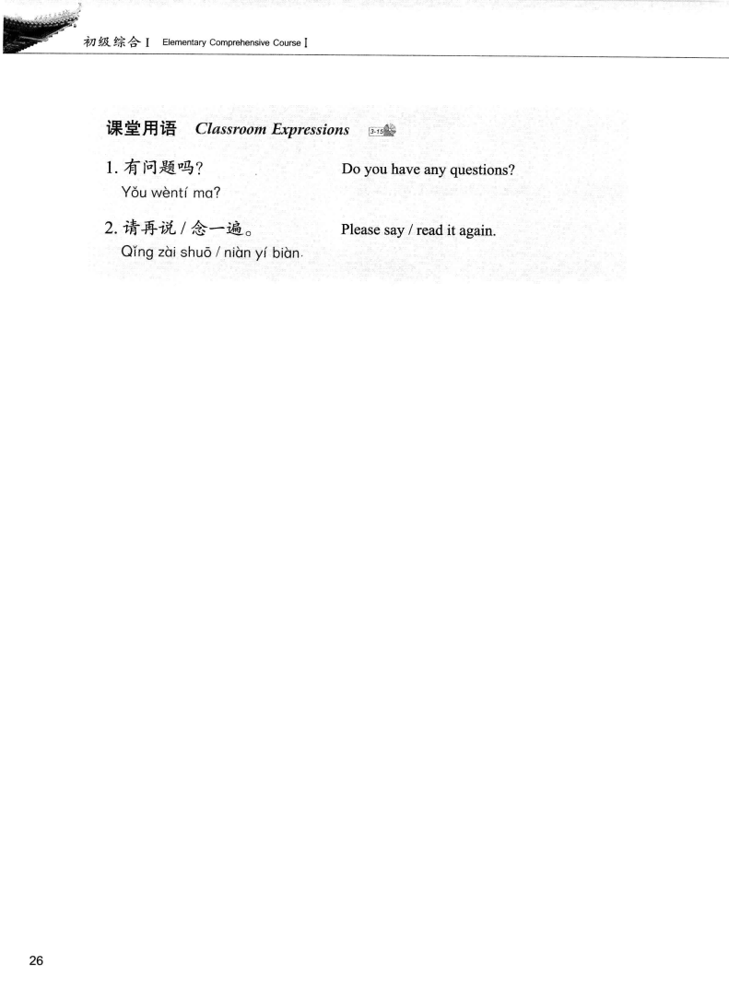 初级综合 I Elementary Comprehensive Course I
课堂用语 Classroom Expressions 3-15
1. 有问题吗? Do you have any questions?
Yǒu wèntí ma?
2. 请再说 / 念一遍。 Please say / read it again.
Qǐng zài shuō / niàn yí biàn.
26